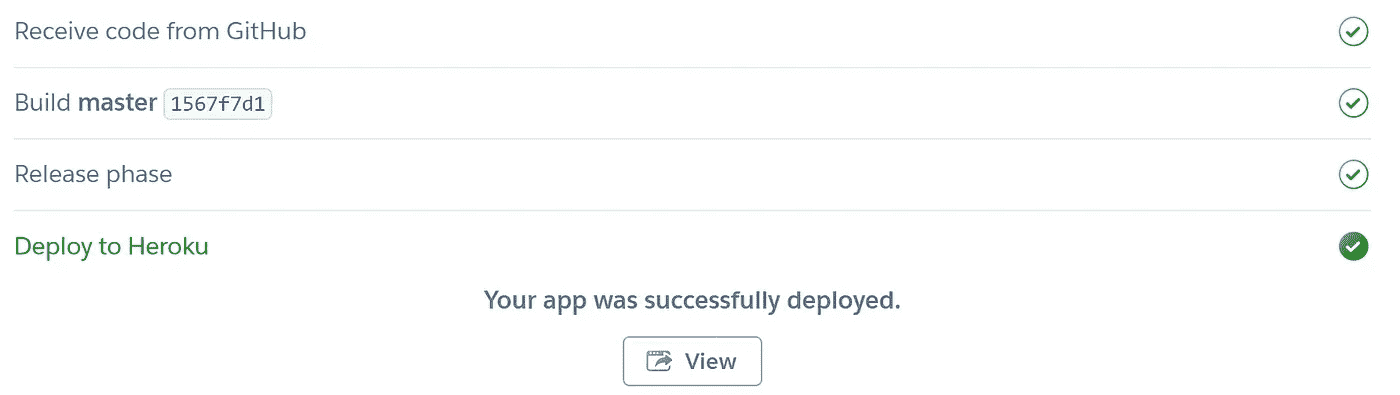 Receive code from GitHub
Build master 1567f7d1
Release phase
Deploy to Heroku
Your app was successfully deployed.
View